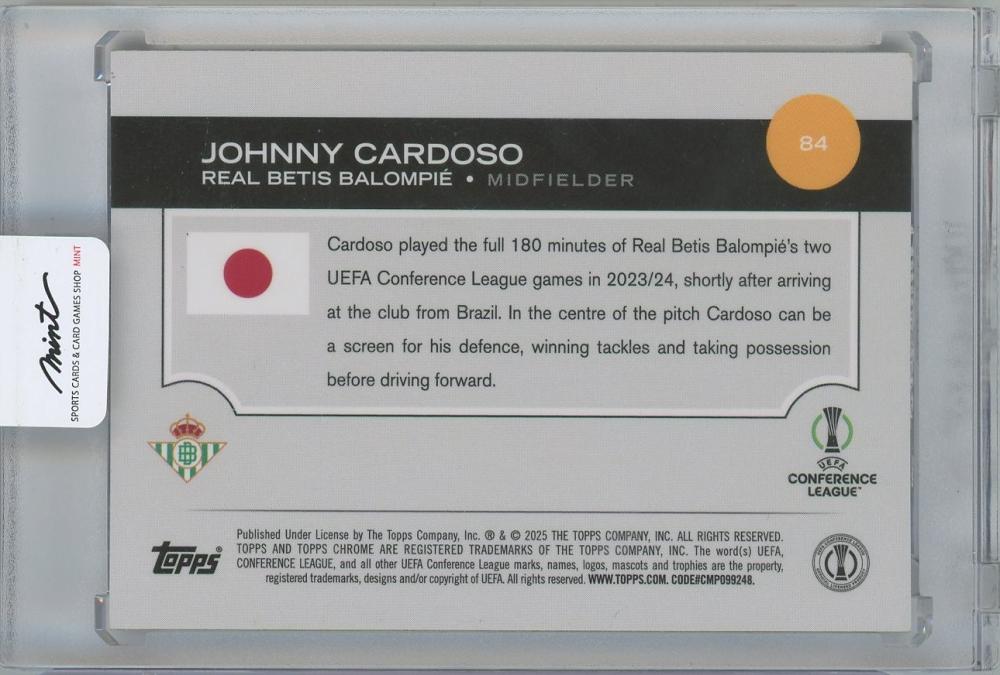 84
JOHNNY CARDOSO
REAL BETIS BALOMPIÉ • MIDFIELDER
Cardoso played the full 180 minutes of Real Betis Balompié's two
UEFA Conference League games in 2023/24, shortly after arriving
at the club from Brazil. In the centre of the pitch Cardoso can be
a screen for his defence, winning tackles and taking possession
before driving forward.
mint
SPORTS CARDS & CARD GAMES SHOP MINT
UEFA
CONFERENCE
LEAGUE™
topps®
Published Under License by The Topps Company, Inc. ® & © 2025 THE TOPPS COMPANY, INC. ALL RIGHTS RESERVED.
TOPPS AND TOPPS CHROME ARE REGISTERED TRADEMARKS OF THE TOPPS COMPANY, INC. The word(s) UEFA,
CONFERENCE LEAGUE, and all other UEFA Conference League marks, names, logos, mascots and trophies are the property,
registered trademarks, designs and/or copyright of UEFA. All rights reserved. WWW.TOPPS.COM. CODE#CMP099248.